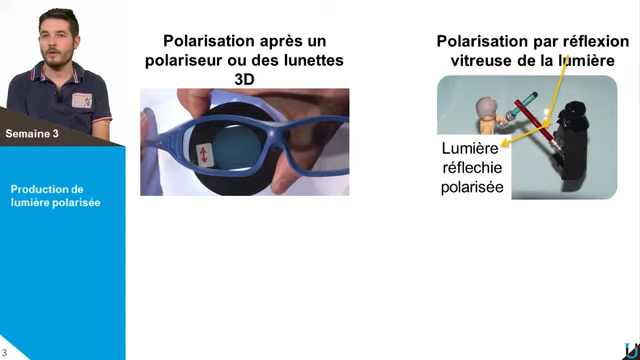 Polarisation après un
polariseur ou des lunettes
3D
Polarisation par réflexion
vitreuse de la lumière
Lumière
réflechie
polarisée
Semaine 3
Production de
lumière polarisée
3